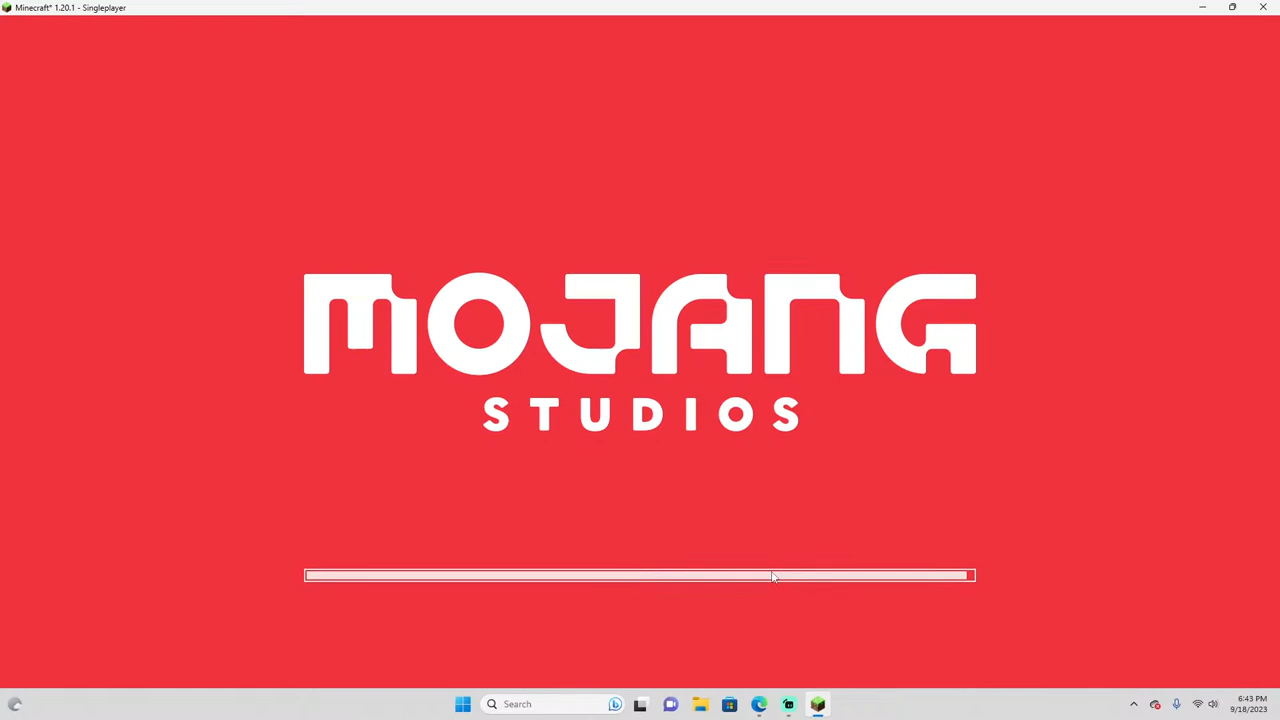 Minecraft* 1.20.1 - Singleplayer
MOJANG
STUDIOS
Search
6:43 PM
9/18/2023